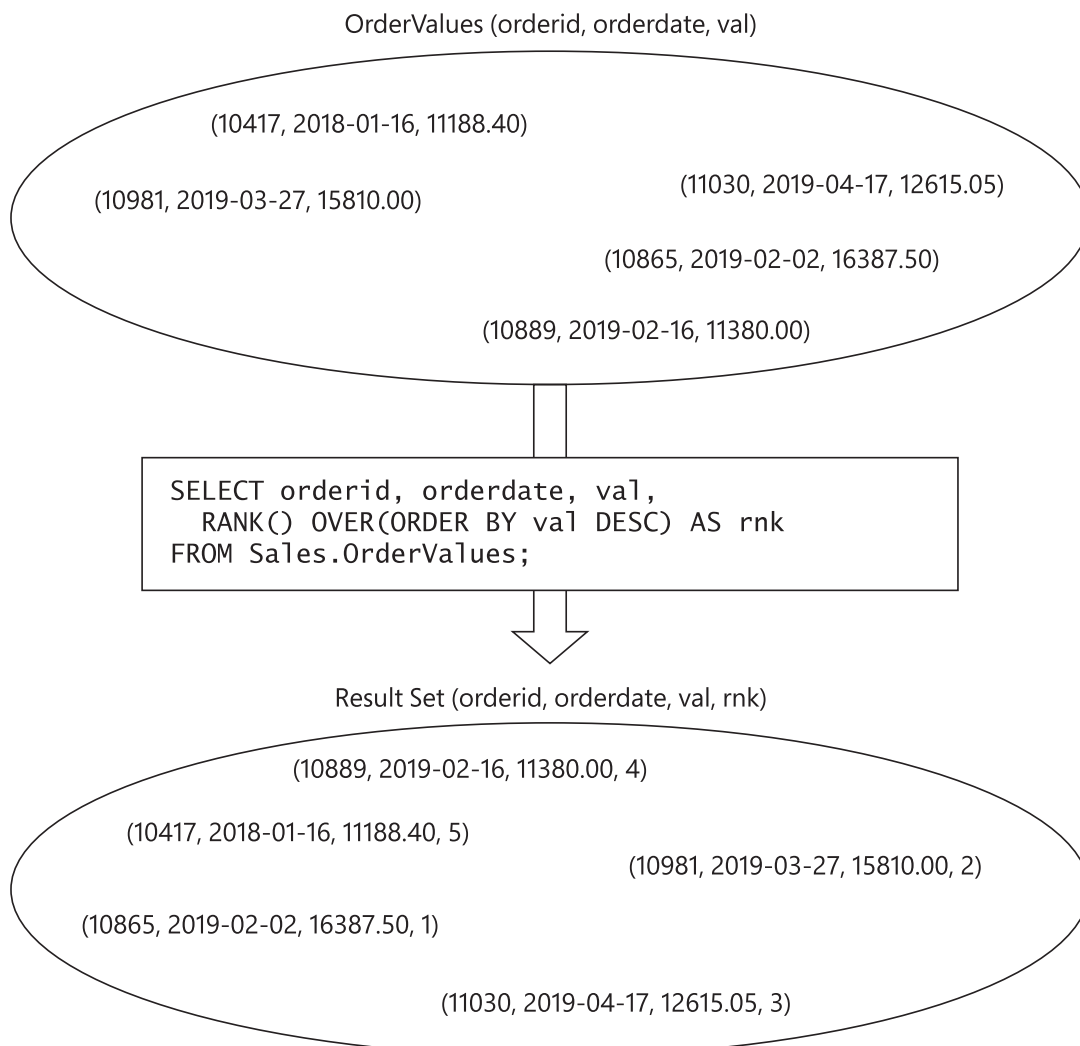 OrderValues (orderid, orderdate, val)
(10417, 2018-01-16, 11188.40)
(11030, 2019-04-17, 12615.05)
(10981, 2019-03-27, 15810.00)
(10865, 2019-02-02, 16387.50)
(10889, 2019-02-16, 11380.00)
SELECT orderid, orderdate, val,
  RANK() OVER(ORDER BY val DESC) AS rnk
FROM Sales.OrderValues;
Result Set (orderid, orderdate, val, rnk)
(10889, 2019-02-16, 11380.00, 4)
(10417, 2018-01-16, 11188.40, 5)
(10981, 2019-03-27, 15810.00, 2)
(10865, 2019-02-02, 16387.50, 1)
(11030, 2019-04-17, 12615.05, 3)